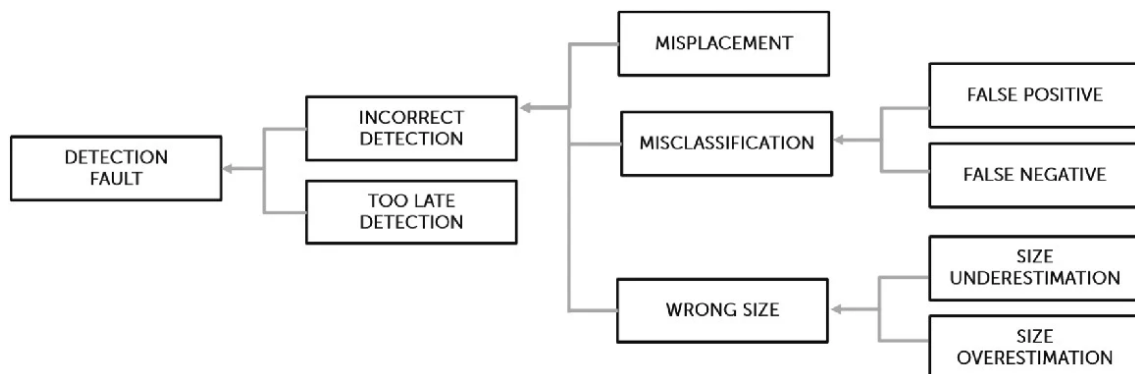 DETECTION
FAULT
INCORRECT
DETECTION
TOO LATE
DETECTION
MISPLACEMENT
MISCLASSIFICATION
WRONG SIZE
FALSE POSITIVE
FALSE NEGATIVE
SIZE
UNDERESTIMATION
SIZE
OVERESTIMATION